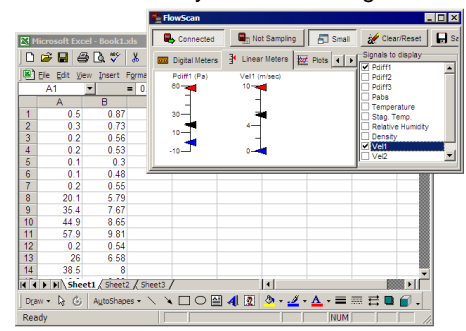 FlowScan
Connected Not Sampling Small Clear/Reset Sa
Digital Meters Linear Meters Plots
Signals to display
Pdiff1 (Pa) Vel1 (m/sec)
60 10
30
10 4
-10 0
Pdiff1
Pdiff2
Pdiff3
Pabs
Temperature
Stag. Temp.
Relative Humidity
Density
Vel1
Vel2
Microsoft Excel - Book1.xls
File Edit View Insert Forma
A1 = 0
A B
1 0.5 0.87
2 0.3 0.73
3 0.2 0.56
4 0.2 0.53
5 0.1 0.3
6 0.1 0.48
7 0.2 0.55
8 20.1 5.79
9 35.4 7.67
10 44.9 8.65
11 57.9 9.81
12 0.2 0.54
13 26 6.58
14 38.5 8
Sheet1 Sheet2 Sheet3
Draw AutoShapes
Ready NUM